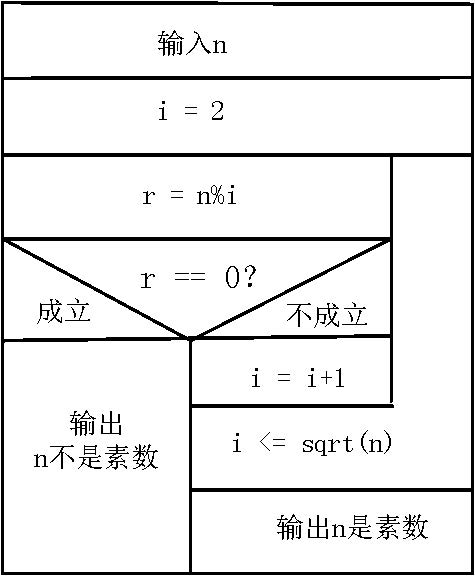 输入n
i = 2
r = n%i
r == 0?
成立
不成立
i = i+1
输出
n不是素数
i <= sqrt(n)
输出n是素数